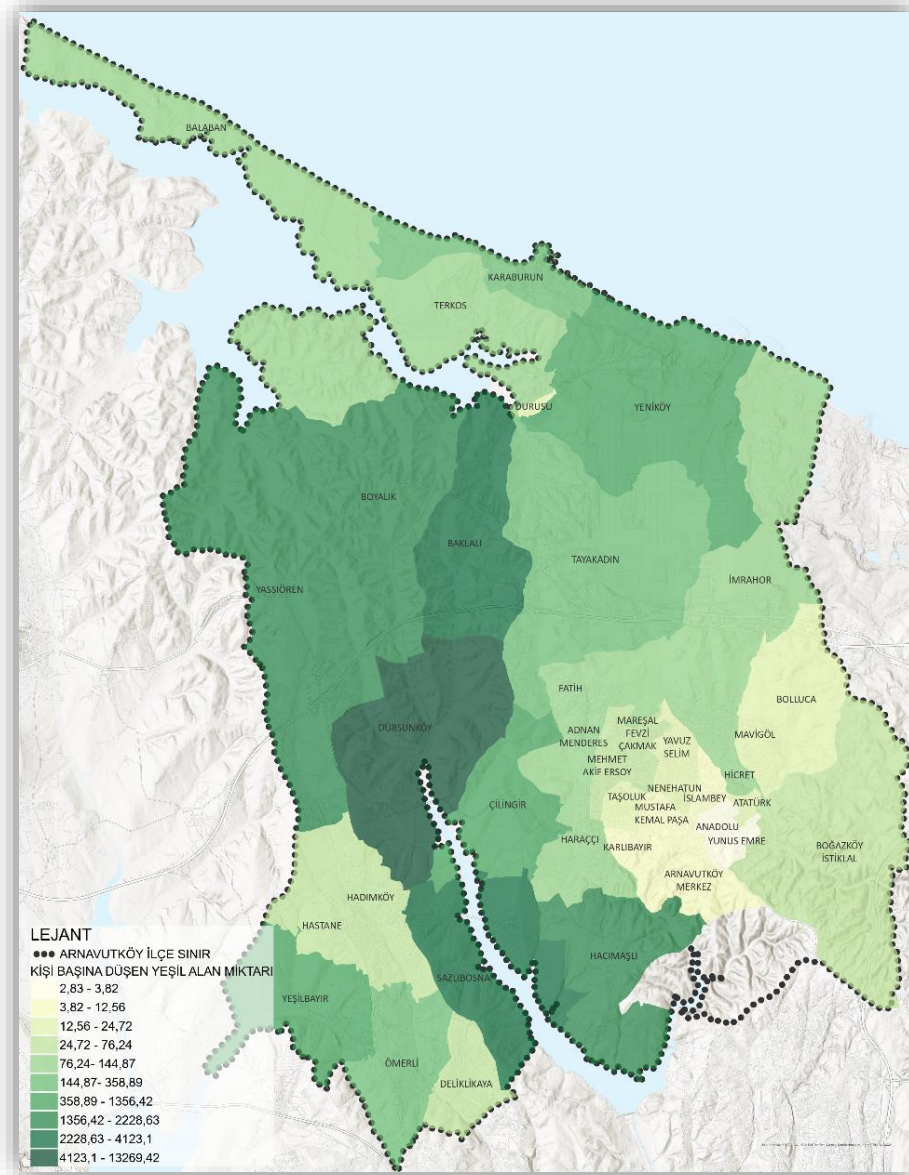 BALABAN
KARABURUN
TERKOS
DURUSU
YENİKÖY
BOYALIK
BAKLALI
TAYAKADIN
İMRAHOR
YASSIÖREN
FATİH
BOLLUCA
DURSUNKÖY
ADNAN
MENDERES
MAREŞAL
FEVZİ
ÇAKMAK
YAVUZ
SELİM
MAVİGÖL
MEHMET
AKİF ERSOY
HİCRET
NENEHATUN
ÇİLİNGİR
TAŞOLUK
İSLAMBEY
ATATÜRK
MUSTAFA
KEMAL PAŞA
ANADOLU
HARAÇÇI
KARLIBAYIR
YUNUS EMRE
BOĞAZKÖY
İSTİKLAL
ARNAVUTKÖY
MERKEZ
HADIMKÖY
HASTANE
HACIMAŞLI
SAZLIBOSNA
YEŞİLBAYIR
ÖMERLİ
DELİKLİKAYA
LEJANT
ARNAVUTKÖY İLÇE SINIR
KİŞİ BAŞINA DÜŞEN YEŞİL ALAN MİKTARI
2,83 - 3,82
3,82 - 12,56
12,56 - 24,72
24,72 - 76,24
76,24- 144,87
144,87- 358,89
358,89 - 1356,42
1356,42 - 2228,63
2228,63 - 4123,1
4123,1 - 13269,42